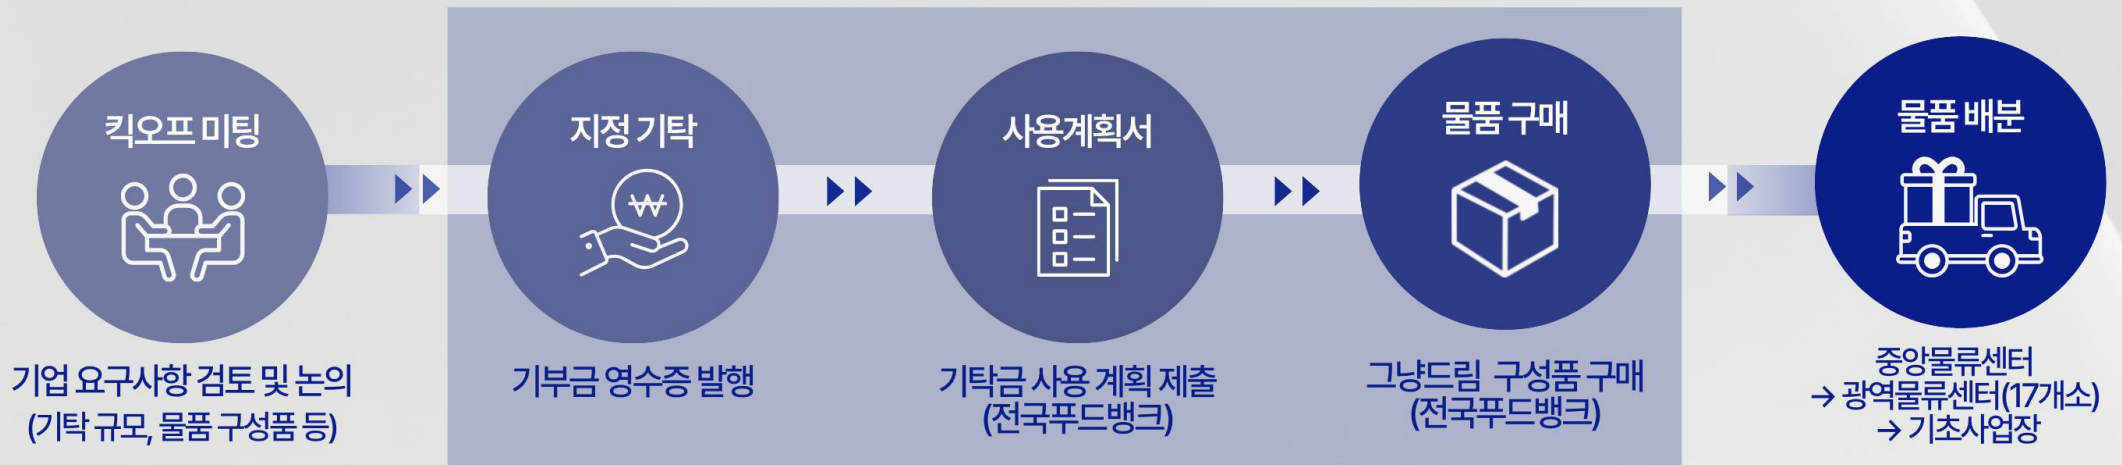 킥오프 미팅
기업 요구사항 검토 및 논의
(기탁 규모, 물품 구성품 등)
지정 기탁
₩
기부금 영수증 발행
사용계획서
기탁금 사용 계획 제출
(전국푸드뱅크)
물품 구매
그냥드림 구성품 구매
(전국푸드뱅크)
물품 배분
중앙물류센터
→ 광역물류센터(17개소)
→ 기초사업장